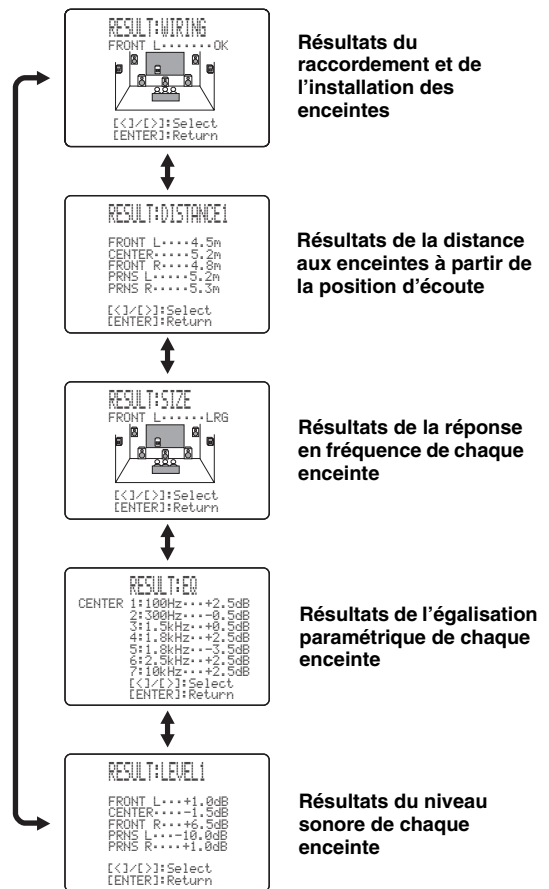 RESULT:WIRING
FRONT L·······OK
[<]/[>]:Select
[ENTER]:Return
Résultats du
raccordement et de
l'installation des
enceintes
RESULT:DISTANCE1
FRONT L····4.5m
CENTER·····5.2m
FRONT R····4.8m
PRNS L·····5.2m
PRNS R·····5.3m
[<]/[>]:Select
[ENTER]:Return
Résultats de la distance
aux enceintes à partir de
la position d'écoute
RESULT:SIZE
FRONT L······LRG
[<]/[>]:Select
[ENTER]:Return
Résultats de la réponse
en fréquence de chaque
enceinte
RESULT:EQ
CENTER 1:100Hz···+2.5dB
2:300Hz···-0.5dB
3:1.5kHz··+0.5dB
4:1.8kHz··+2.5dB
5:1.8kHz··-3.5dB
6:2.5kHz··+2.5dB
7:10kHz···+2.5dB
[<]/[>]:Select
[ENTER]:Return
Résultats de l'égalisation
paramétrique de chaque
enceinte
RESULT:LEVEL1
FRONT L···+1.0dB
CENTER····-1.5dB
FRONT R···+6.5dB
PRNS L···-10.0dB
PRNS R····+1.0dB
[<]/[>]:Select
[ENTER]:Return
Résultats du niveau
sonore de chaque
enceinte